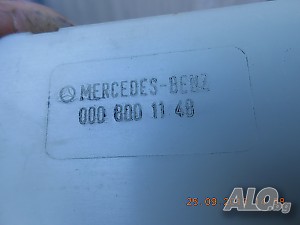 MERCEDES-BENZ
000 800 11 48
ALO.bg